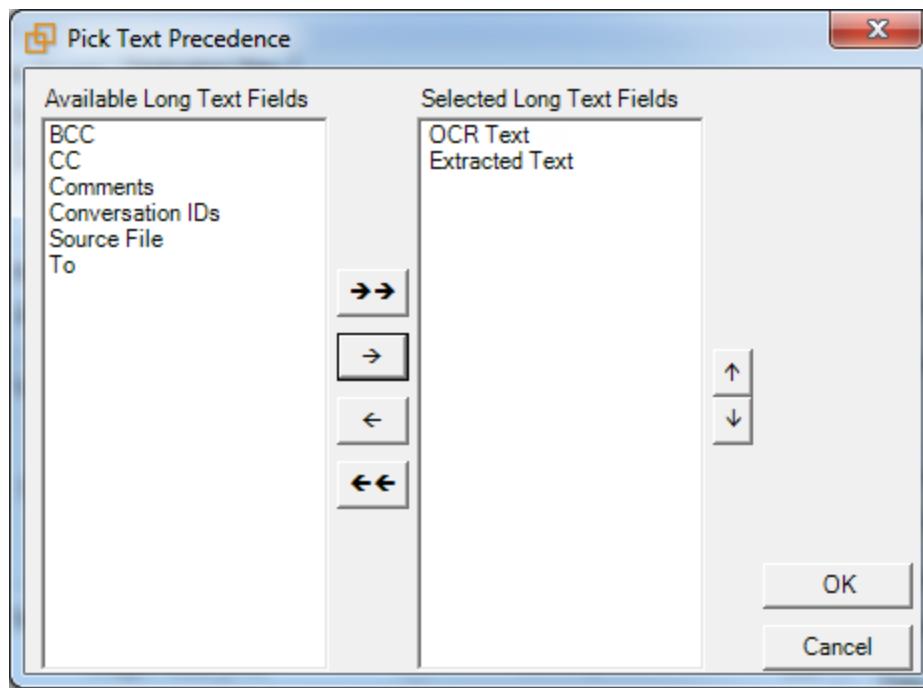 Pick Text Precedence
Available Long Text Fields
BCC
CC
Comments
Conversation IDs
Source File
To
Selected Long Text Fields
OCR Text
Extracted Text
OK
Cancel